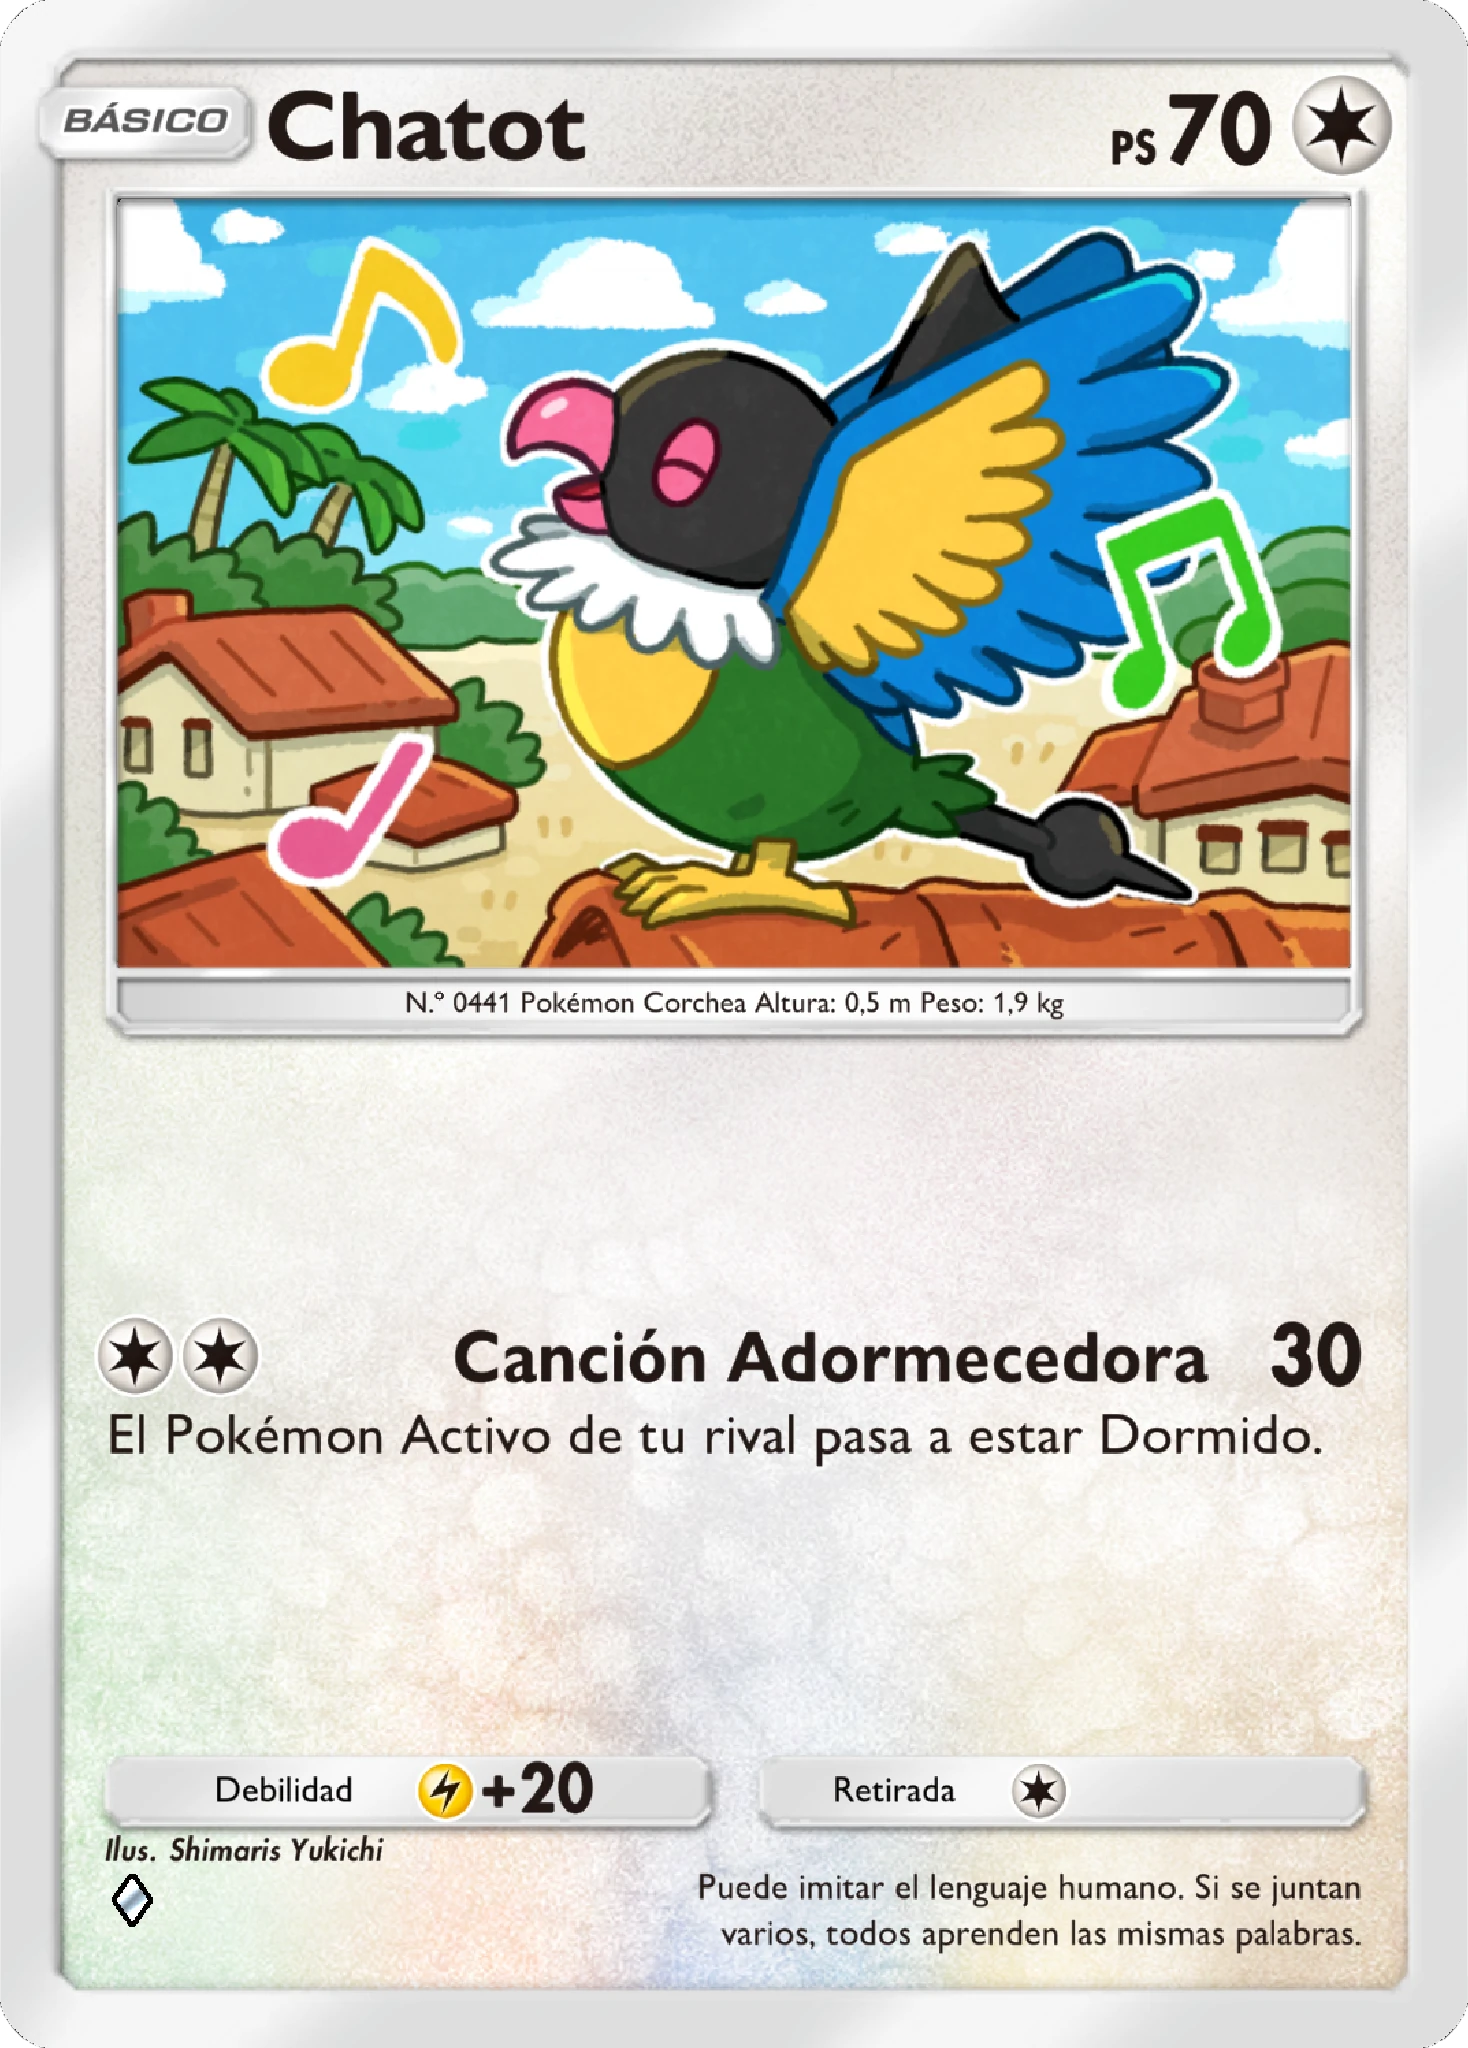 BÁSICO Chatot PS 70
N.º 0441 Pokémon Corchea Altura: 0,5 m Peso: 1,9 kg
Canción Adormecedora 30
El Pokémon Activo de tu rival pasa a estar Dormido.
Debilidad +20 Retirada
Ilus. Shimaris Yukichi
Puede imitar el lenguaje humano. Si se juntan
varios, todos aprenden las mismas palabras.